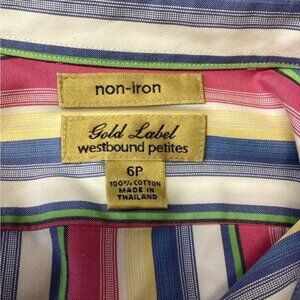 non-iron
Gold Label
westbound petites
6P
100% COTTON
MADE IN
THAILAND